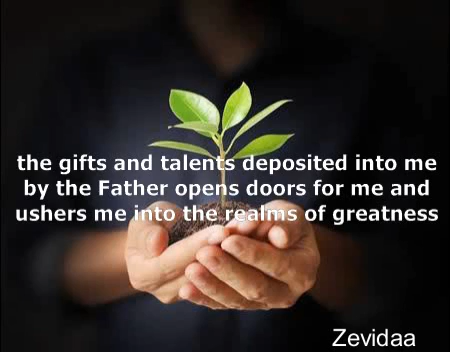 the gifts and talents deposited into me
by the Father opens doors for me and
ushers me into the realms of greatness
Zevidaa